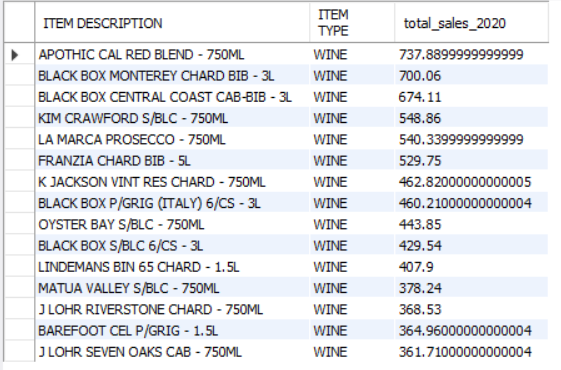 ITEM DESCRIPTION ITEM TYPE total_sales_2020
APOTHIC CAL RED BLEND - 750ML WINE 737.8899999999999
BLACK BOX MONTEREY CHARD BIB - 3L WINE 700.06
BLACK BOX CENTRAL COAST CAB-BIB - 3L WINE 674.11
KIM CRAWFORD S/BLC - 750ML WINE 548.86
LA MARCA PROSECCO - 750ML WINE 540.3399999999999
FRANZIA CHARD BIB - 5L WINE 529.75
K JACKSON VINT RES CHARD - 750ML WINE 462.82000000000005
BLACK BOX P/GRIG (ITALY) 6/CS - 3L WINE 460.21000000000004
OYSTER BAY S/BLC - 750ML WINE 443.85
BLACK BOX S/BLC 6/CS - 3L WINE 429.54
LINDEMANS BIN 65 CHARD - 1.5L WINE 407.9
MATUA VALLEY S/BLC - 750ML WINE 378.24
J LOHR RIVERSTONE CHARD - 750ML WINE 368.53
BAREFOOT CEL P/GRIG - 1.5L WINE 364.96000000000004
J LOHR SEVEN OAKS CAB - 750ML WINE 361.71000000000004